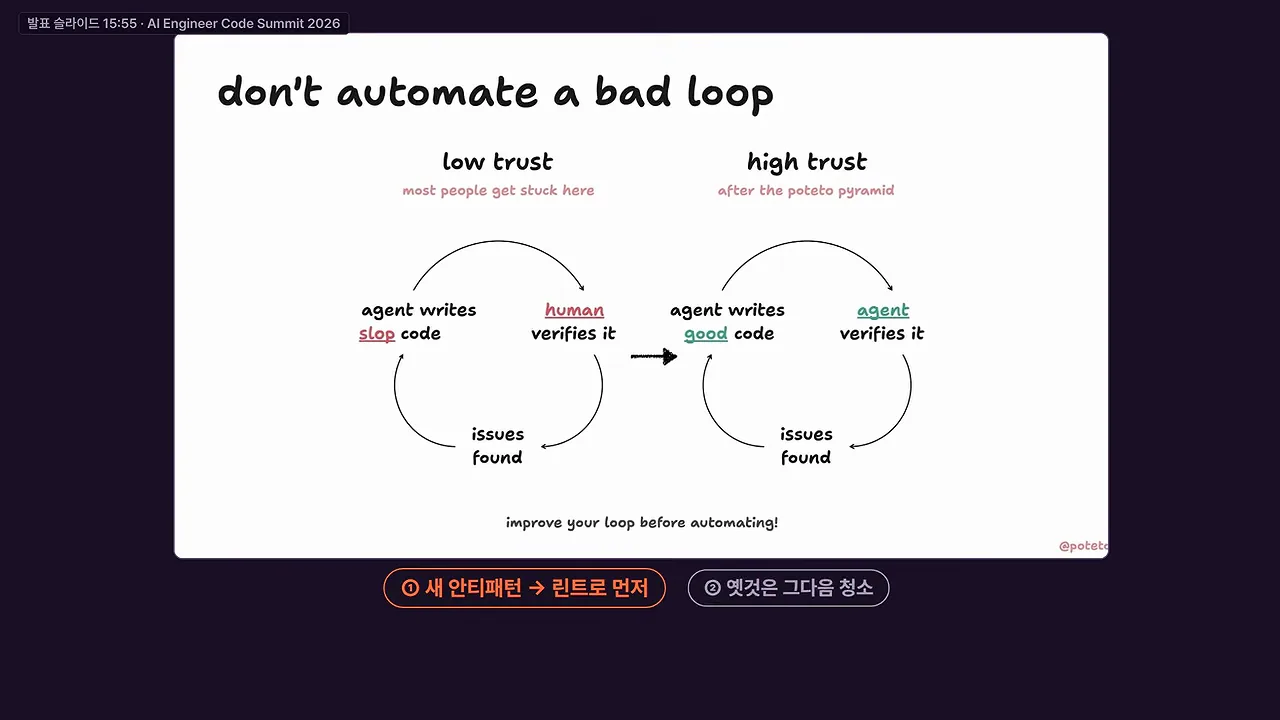 발표 슬라이드 15:55 · AI Engineer Code Summit 2026
don't automate a bad loop
low trust
most people get stuck here
agent writes
slop code
human
verifies it
issues
found
high trust
after the poteto pyramid
agent writes
good code
agent
verifies it
issues
found
improve your loop before automating!
@poteto
① 새 안티패턴 → 린트로 먼저
② 옛것은 그다음 청소